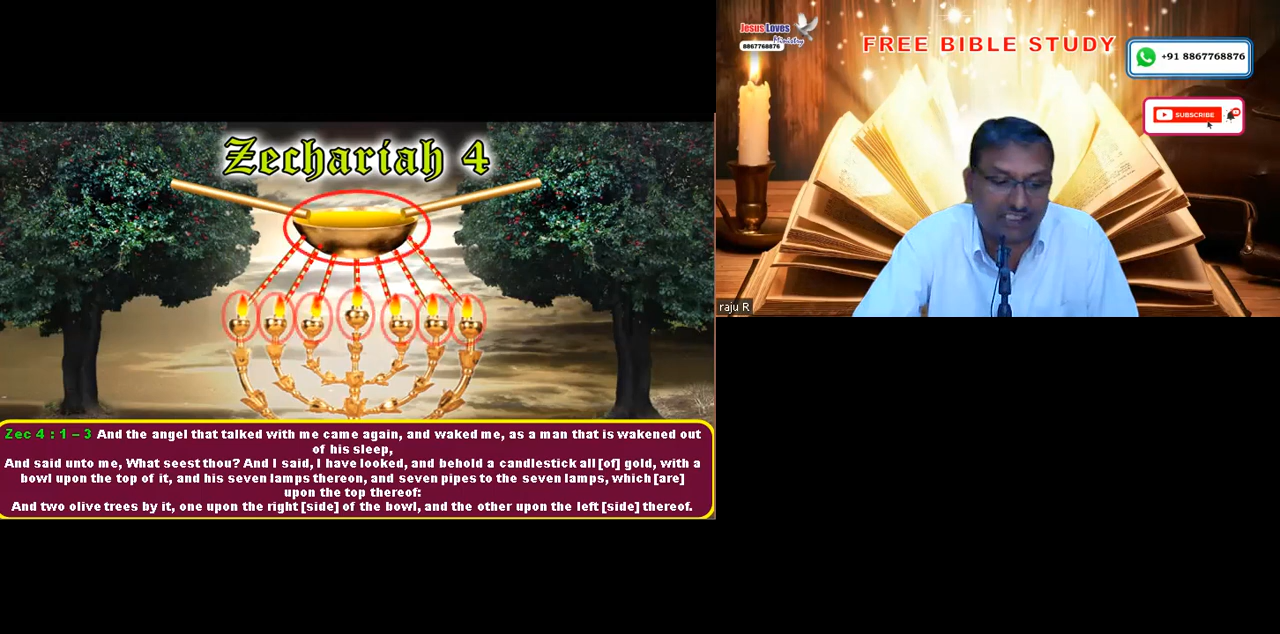 Zechariah 4
Zec 4 : 1 – 3 And the angel that talked with me came again, and waked me, as a man that is wakened out
of his sleep,
And said unto me, What seest thou? And I said, I have looked, and behold a candlestick all [of] gold, with a
bowl upon the top of it, and his seven lamps thereon, and seven pipes to the seven lamps, which [are]
upon the top thereof:
And two olive trees by it, one upon the right [side] of the bowl, and the other upon the left [side] thereof.
Jesus Loves
Ministry
8867768876
FREE BIBLE STUDY
+91 8867768876
SUBSCRIBE
raju R